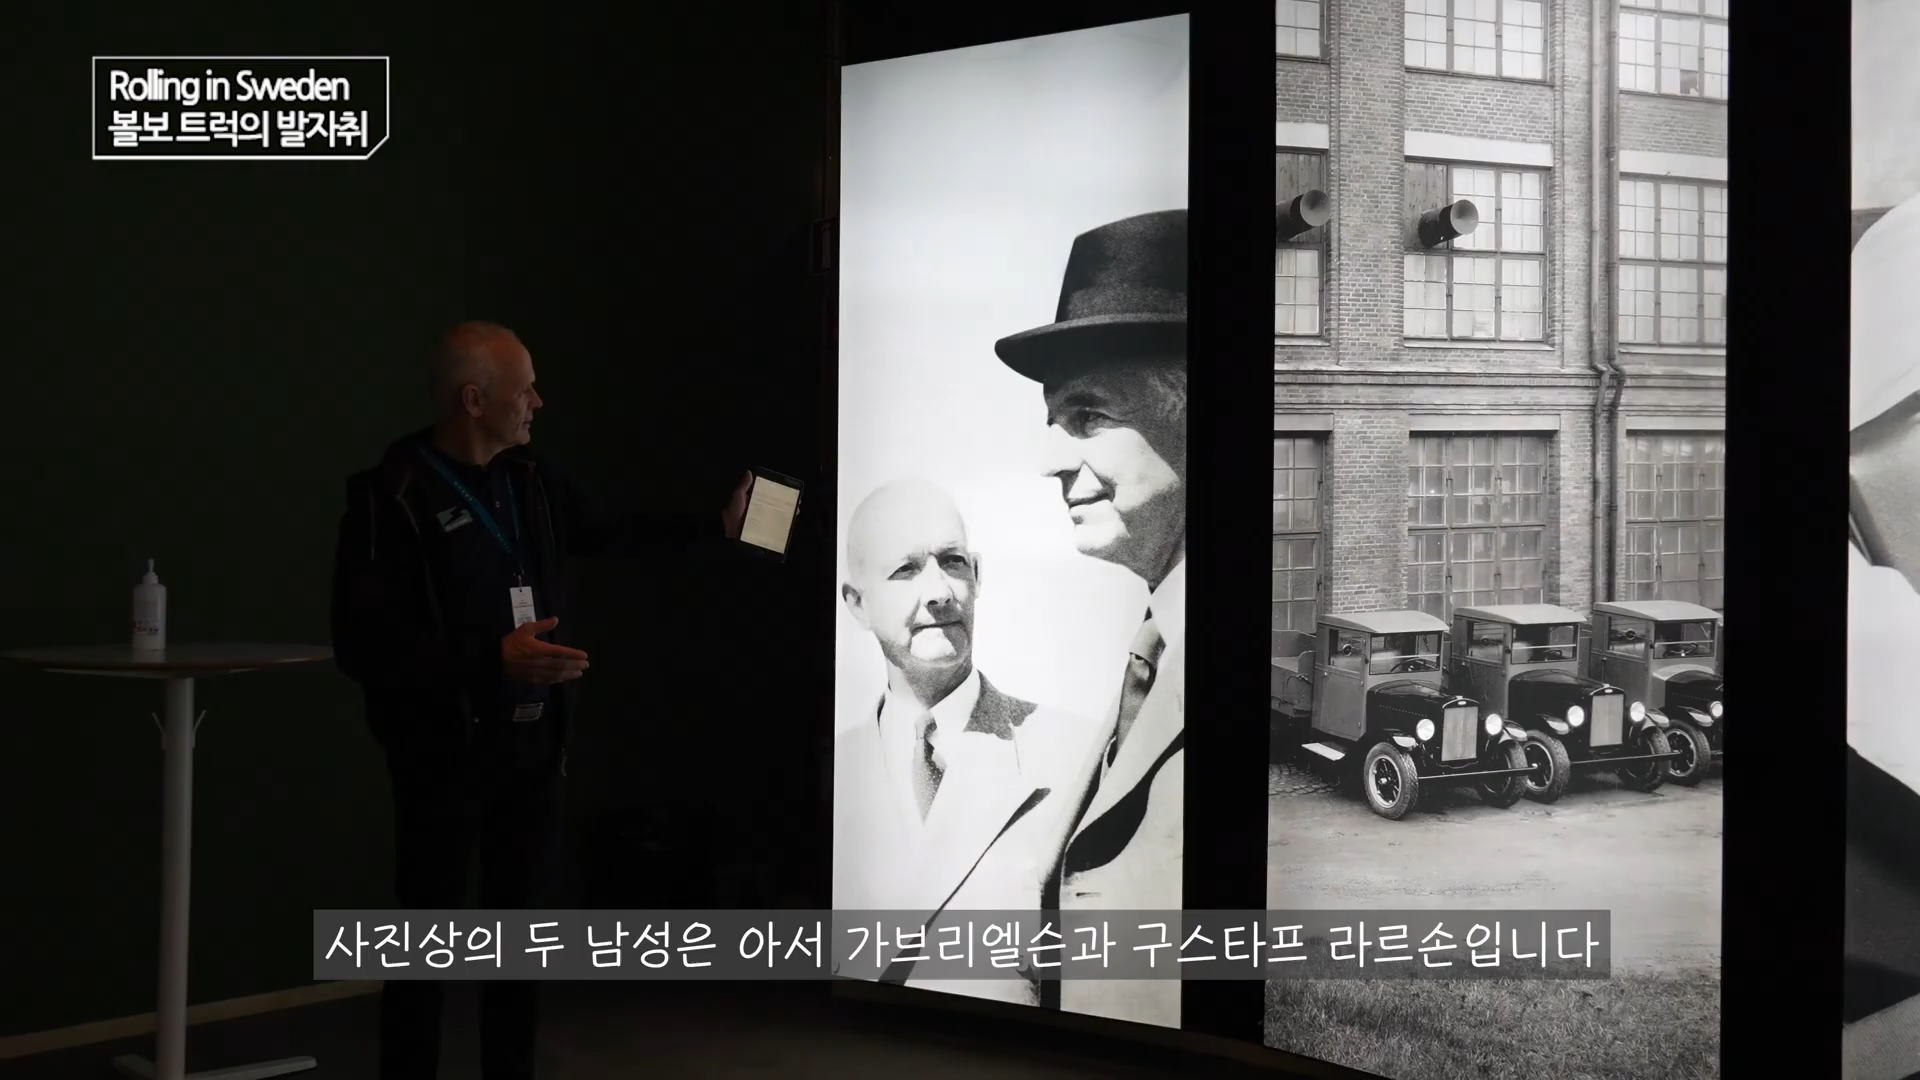 Rolling in Sweden
볼보 트럭의 발자취
사진상의 두 남성은 아서 가브리엘슨과 구스타프 라르손입니다